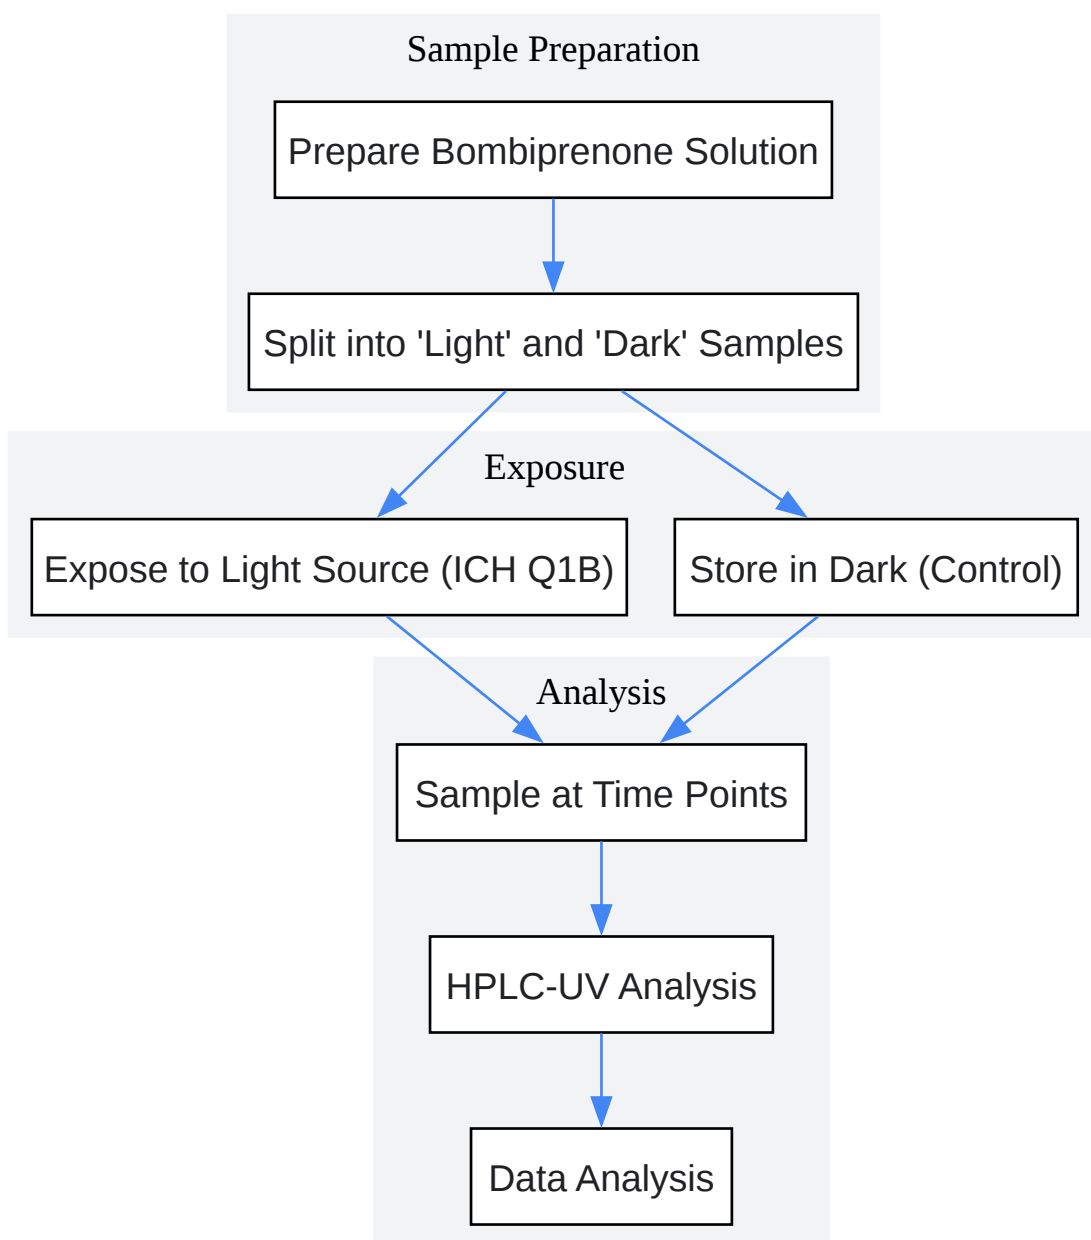 Sample Preparation
Prepare Bombiprenone Solution
Split into 'Light' and 'Dark' Samples
Exposure
Expose to Light Source (ICH Q1B)
Store in Dark (Control)
Analysis
Sample at Time Points
HPLC-UV Analysis
Data Analysis